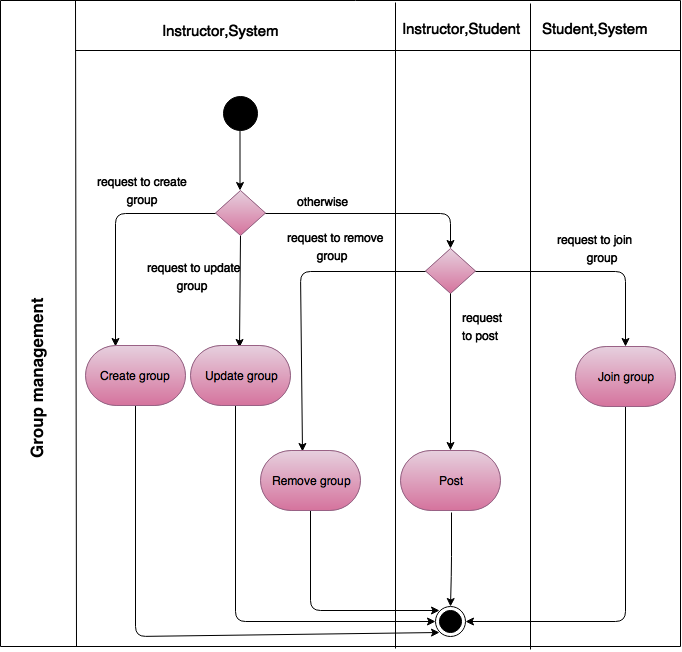 Instructor,System
Instructor,Student
Student,System
request to create
group
otherwise
request to remove
group
request to join
group
request to update
group
request
to post
Group management
Create group
Update group
Join group
Remove group
Post